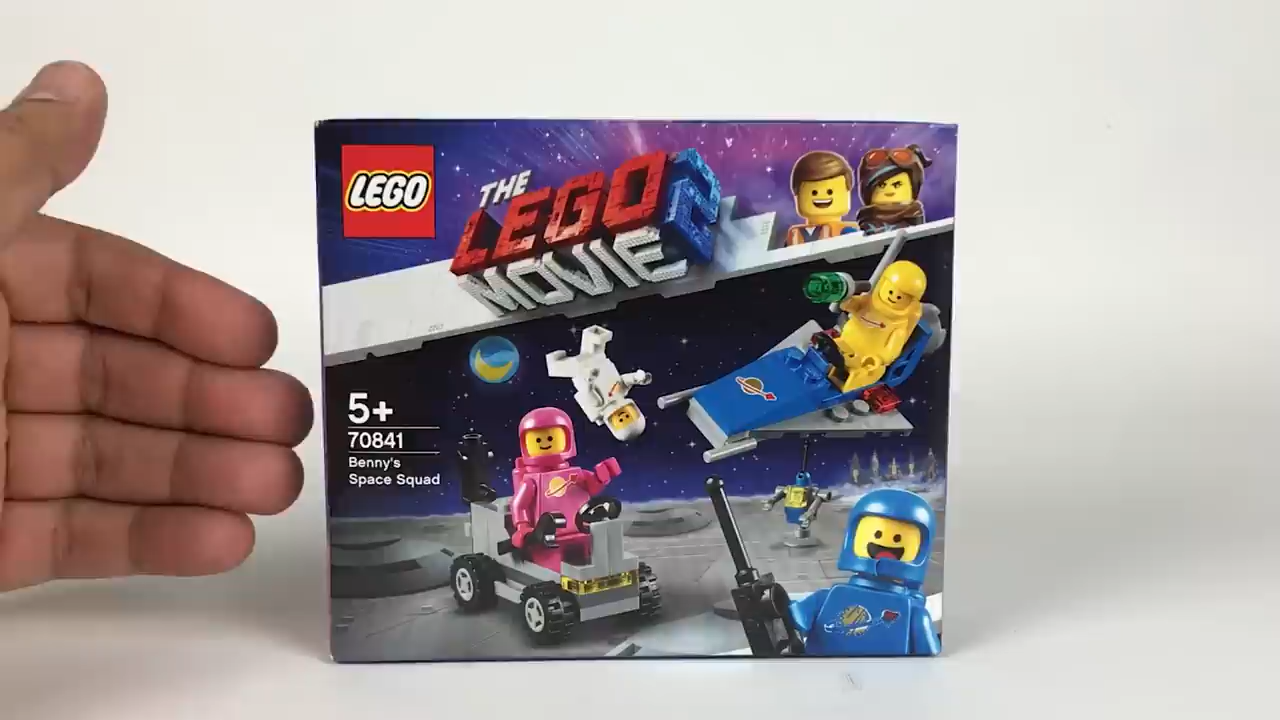 LEGO
THE
LEGO 2
MOVIE
5+
70841
Benny's
Space Squad